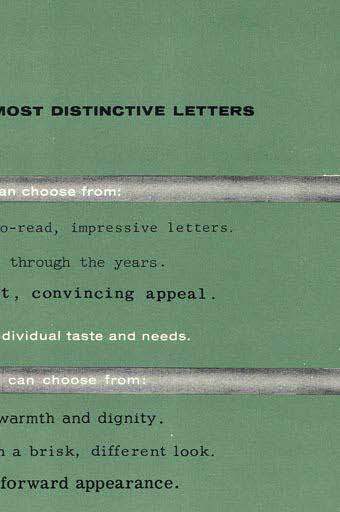 MOST DISTINCTIVE LETTERS
can choose from:
o-read, impressive letters.
through the years.
t, convincing appeal.
dividual taste and needs.
can choose from:
warmth and dignity.
a brisk, different look.
forward appearance.